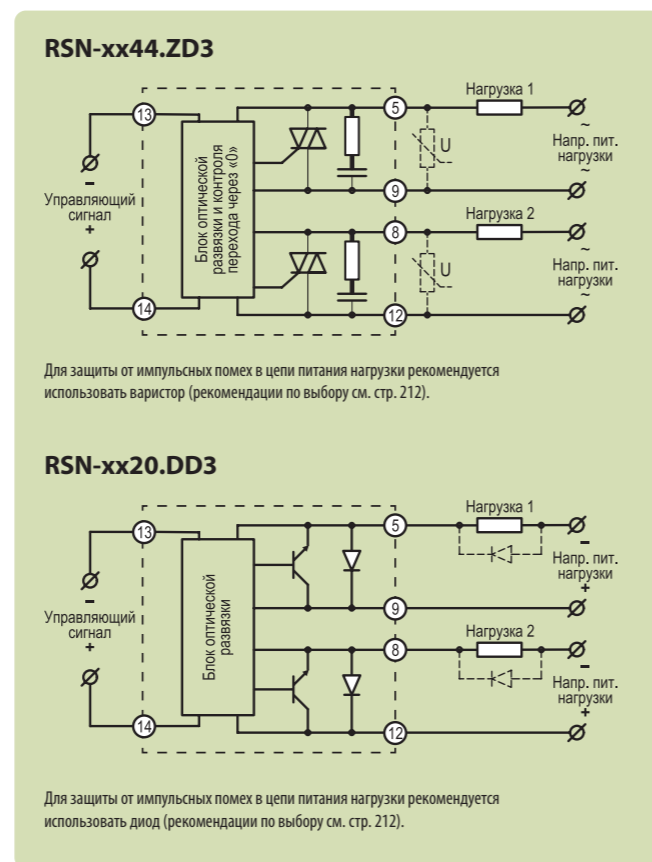 RSN-xx44.ZD3
Нагрузка 1
13
5
~
Напр. пит.
нагрузки
~
U
Блок оптической
развязки и контроля
перехода через «0»
-
Управляющий
сигнал
+
9
Нагрузка 2
8
~
Напр. пит.
нагрузки
~
U
14
12
Для защиты от импульсных помех в цепи питания нагрузки рекомендуется
использовать варистор (рекомендации по выбору см. стр. 212).
RSN-xx20.DD3
Нагрузка 1
13
5
-
Напр. пит.
нагрузки
+
Блок оптической
развязки
-
Управляющий
сигнал
+
9
Нагрузка 2
8
-
Напр. пит.
нагрузки
+
14
12
Для защиты от импульсных помех в цепи питания нагрузки рекомендуется
использовать диод (рекомендации по выбору см. стр. 212).